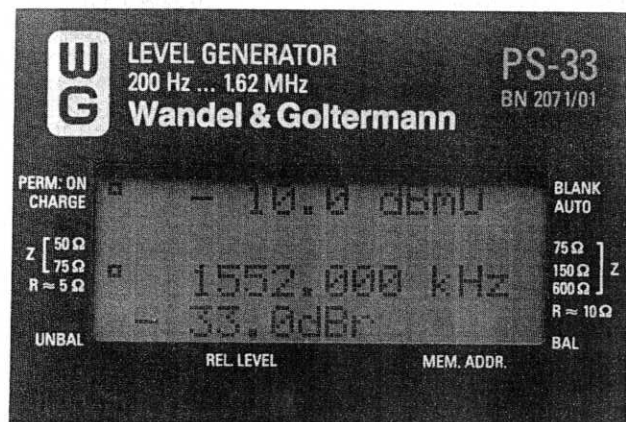 WG
LEVEL GENERATOR
200 Hz ... 1.62 MHz
Wandel & Goltermann
PS-33
BN 2071/01
PERM: ON
CHARGE
- 10.0 dBmU
BLANK
AUTO
Z
50 Ω
75 Ω
R ≈ 5 Ω
1552.000 kHz
75 Ω
150 Ω
600 Ω
Z
R ≈ 10 Ω
UNBAL
- 33.0dBr
BAL
REL. LEVEL
MEM. ADDR.